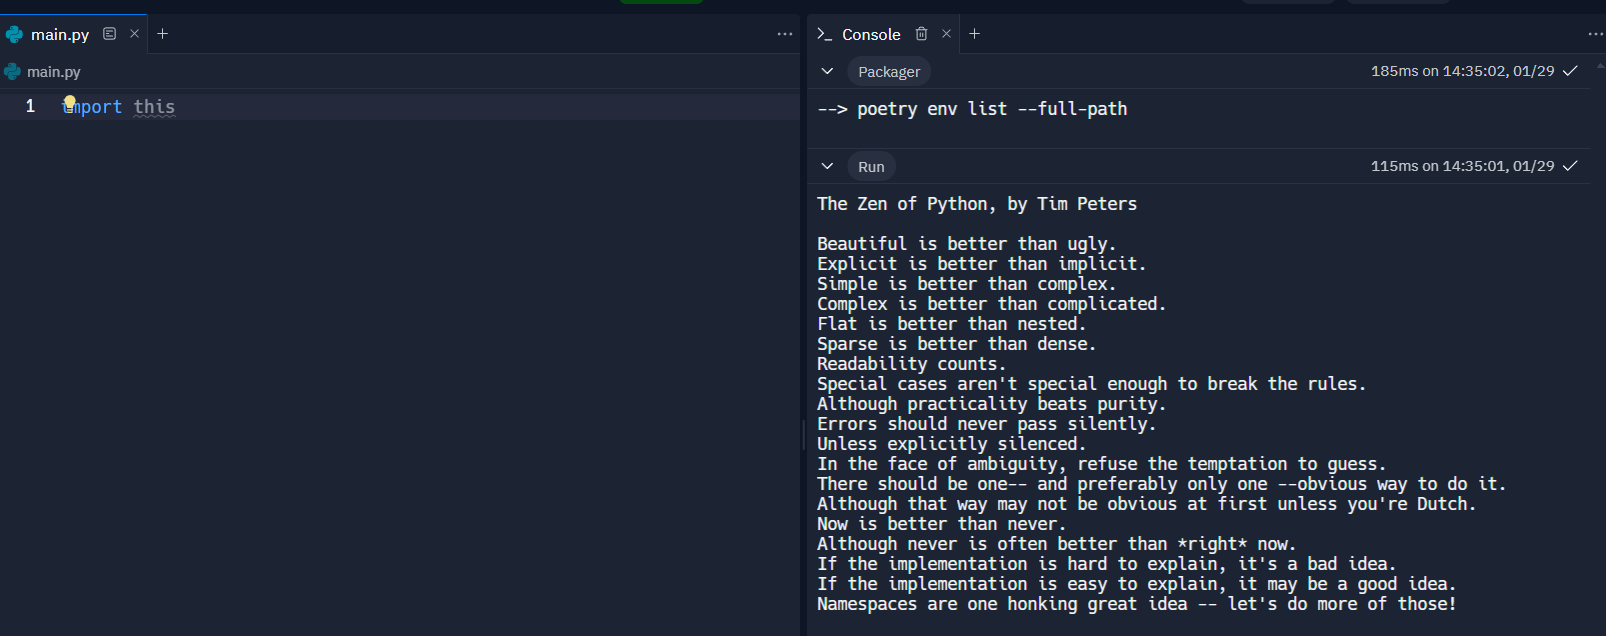 main.py
Console
main.py
Packager
185ms on 14:35:02, 01/29
1 import this
--> poetry env list --full-path
Run
115ms on 14:35:01, 01/29
The Zen of Python, by Tim Peters
Beautiful is better than ugly.
Explicit is better than implicit.
Simple is better than complex.
Complex is better than complicated.
Flat is better than nested.
Sparse is better than dense.
Readability counts.
Special cases aren't special enough to break the rules.
Although practicality beats purity.
Errors should never pass silently.
Unless explicitly silenced.
In the face of ambiguity, refuse the temptation to guess.
There should be one-- and preferably only one --obvious way to do it.
Although that way may not be obvious at first unless you're Dutch.
Now is better than never.
Although never is often better than *right* now.
If the implementation is hard to explain, it's a bad idea.
If the implementation is easy to explain, it may be a good idea.
Namespaces are one honking great idea -- let's do more of those!